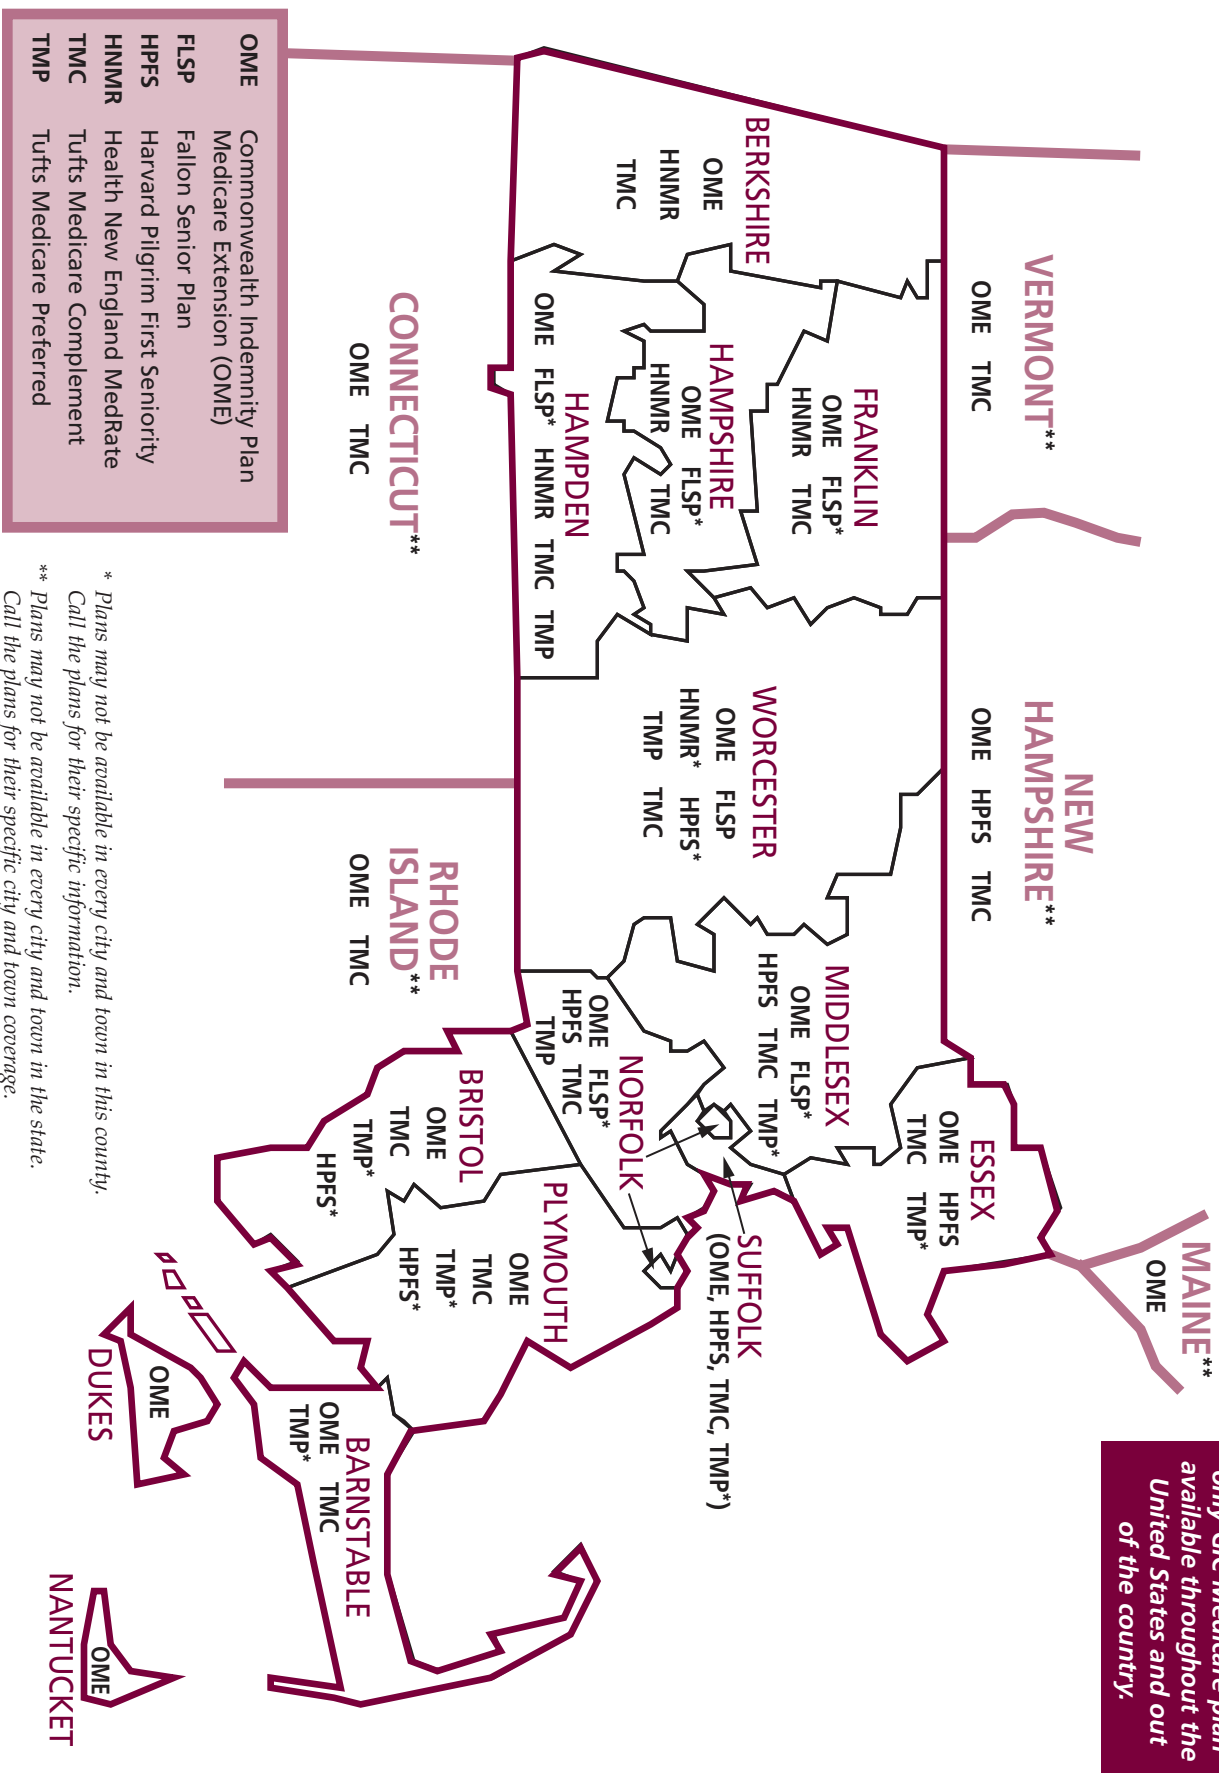 only GIC Medicare plan
available throughout the
United States and out
of the country.
VERMONT**
OME TMC
NEW
HAMPSHIRE**
OME HPFS TMC
MAINE**
OME
BERKSHIRE
OME
HNMR
TMC
FRANKLIN
OME FLSP*
HNMR TMC
HAMPSHIRE
OME FLSP*
HNMR TMC
HAMPDEN
OME FLSP* HNMR TMC TMP
WORCESTER
OME FLSP
HNMR* HPFS*
TMP TMC
MIDDLESEX
OME FLSP*
HPFS TMC TMP*
ESSEX
OME HPFS
TMC TMP*
SUFFOLK
(OME, HPFS, TMC, TMP*)
NORFOLK
OME FLSP*
HPFS TMC
TMP
BRISTOL
OME
TMC
TMP*
HPFS*
PLYMOUTH
OME
TMC
TMP*
HPFS*
BARNSTABLE
OME TMC
TMP*
DUKES
OME
NANTUCKET
OME
CONNECTICUT**
OME TMC
RHODE
ISLAND**
OME TMC
OME Commonwealth Indemnity Plan
Medicare Extension (OME)
FLSP Fallon Senior Plan
HPFS Harvard Pilgrim First Seniority
HNMR Health New England MedRate
TMC Tufts Medicare Complement
TMP Tufts Medicare Preferred
* Plans may not be available in every city and town in this county.
Call the plans for their specific information.
** Plans may not be available in every city and town in the state.
Call the plans for their specific city and town coverage.